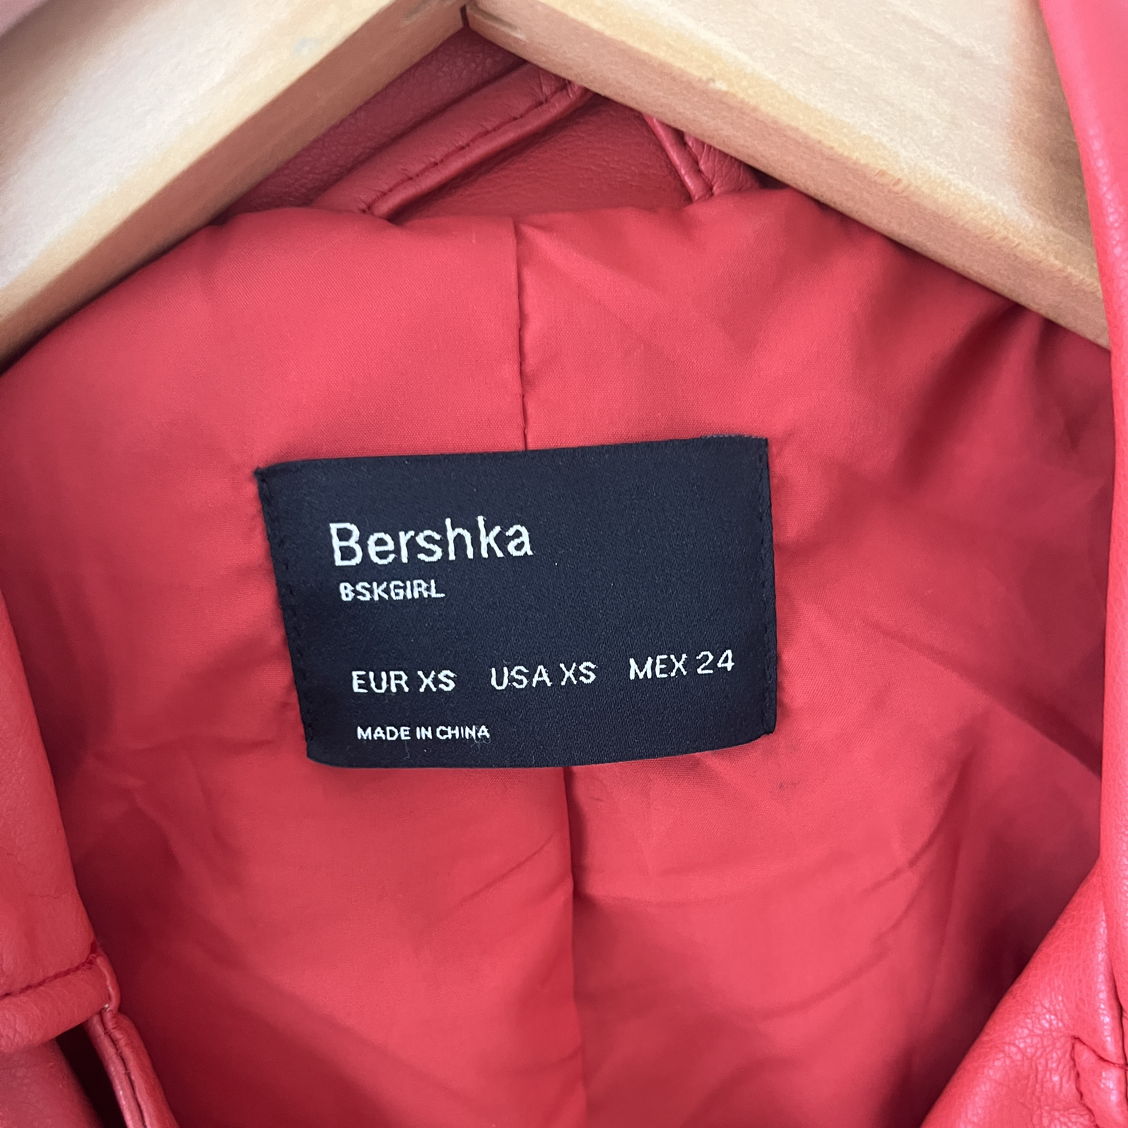 Bershka
BSKGIRL
EUR XS USA XS MEX 24
MADE IN CHINA